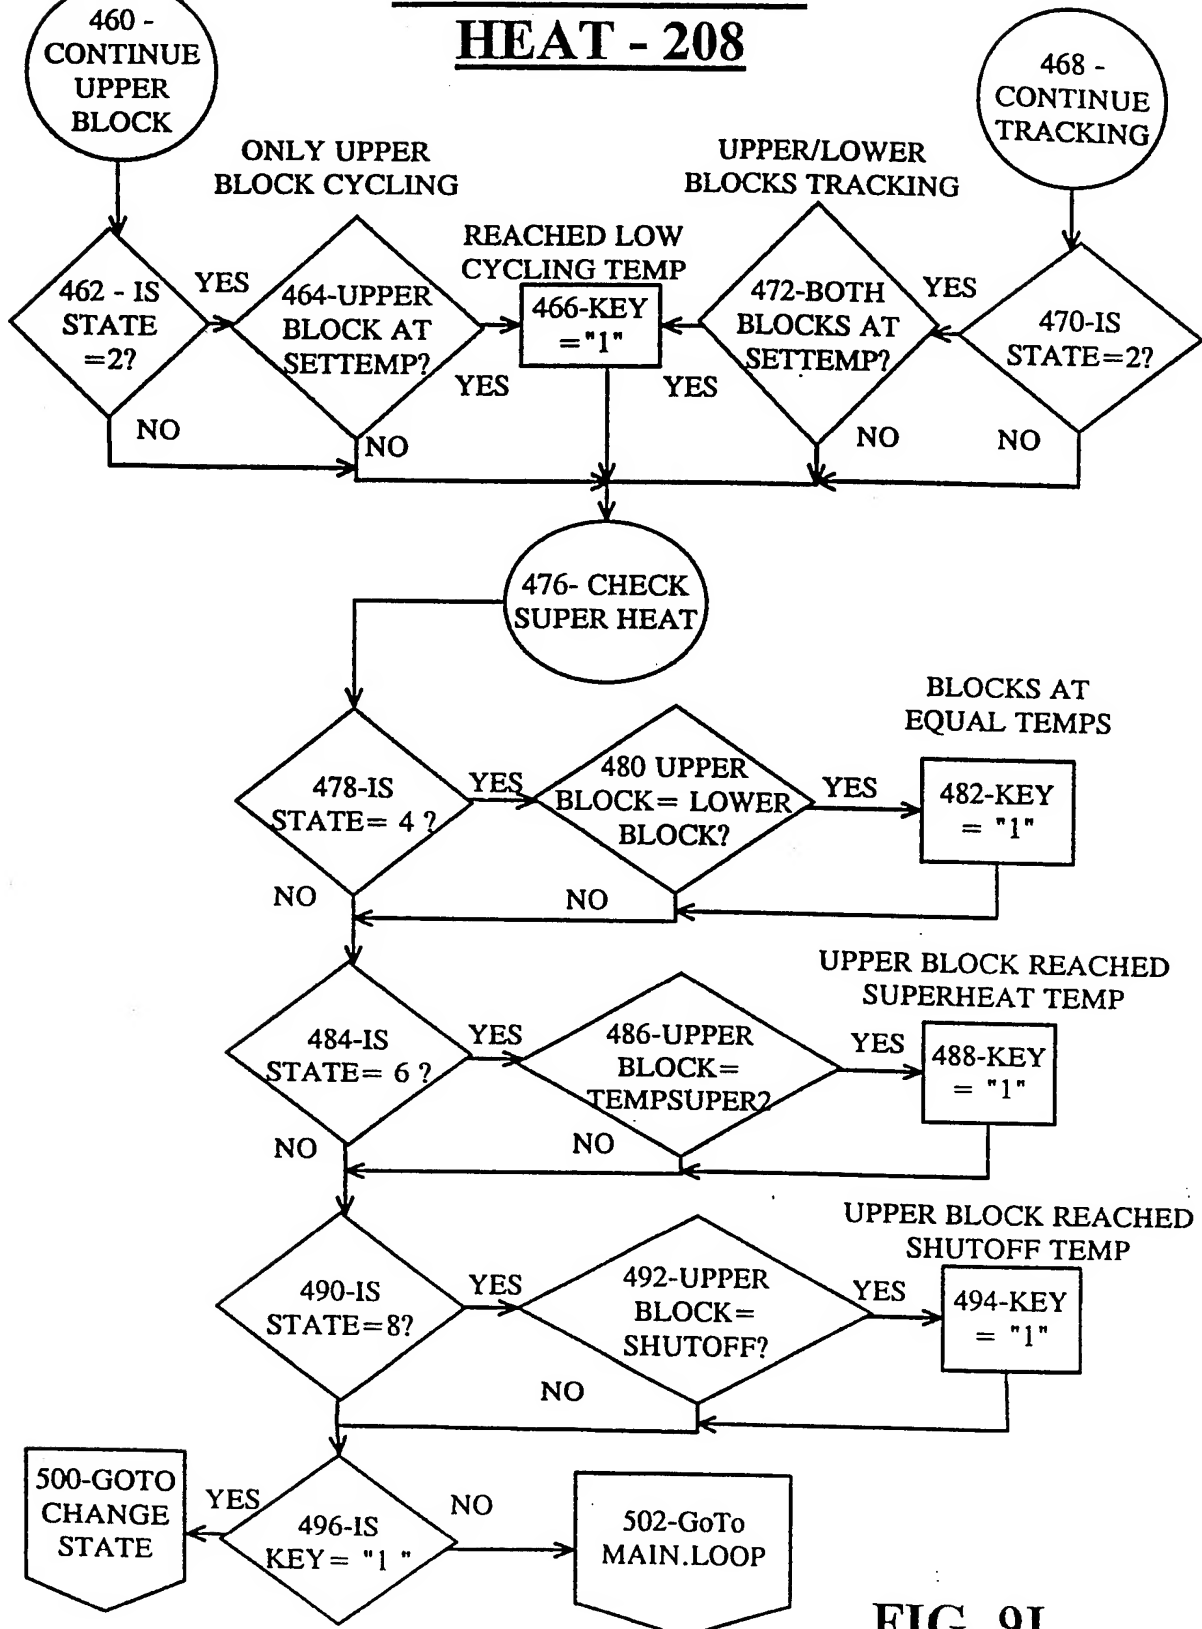 HEAT - 208
460 -
CONTINUE
UPPER
BLOCK
468 -
CONTINUE
TRACKING
ONLY UPPER
BLOCK CYCLING
UPPER/LOWER
BLOCKS TRACKING
REACHED LOW
CYCLING TEMP
462 - IS
STATE
=2?
YES
464-UPPER
BLOCK AT
SETTEMP?
YES
466-KEY
="1"
YES
472-BOTH
BLOCKS AT
SETTEMP?
YES
470-IS
STATE=2?
NO
NO
NO
NO
476- CHECK
SUPER HEAT
BLOCKS AT
EQUAL TEMPS
478-IS
STATE= 4 ?
YES
480 UPPER
BLOCK= LOWER
BLOCK?
YES
482-KEY
= "1"
NO
NO
UPPER BLOCK REACHED
SUPERHEAT TEMP
484-IS
STATE= 6 ?
YES
486-UPPER
BLOCK=
TEMPSUPER?
YES
488-KEY
= "1"
NO
NO
UPPER BLOCK REACHED
SHUTOFF TEMP
490-IS
STATE=8?
YES
492-UPPER
BLOCK=
SHUTOFF?
YES
494-KEY
= "1"
NO
500-GOTO
CHANGE
STATE
YES
496-IS
KEY= "1 "
NO
502-GoTo
MAIN.LOOP
FIG.